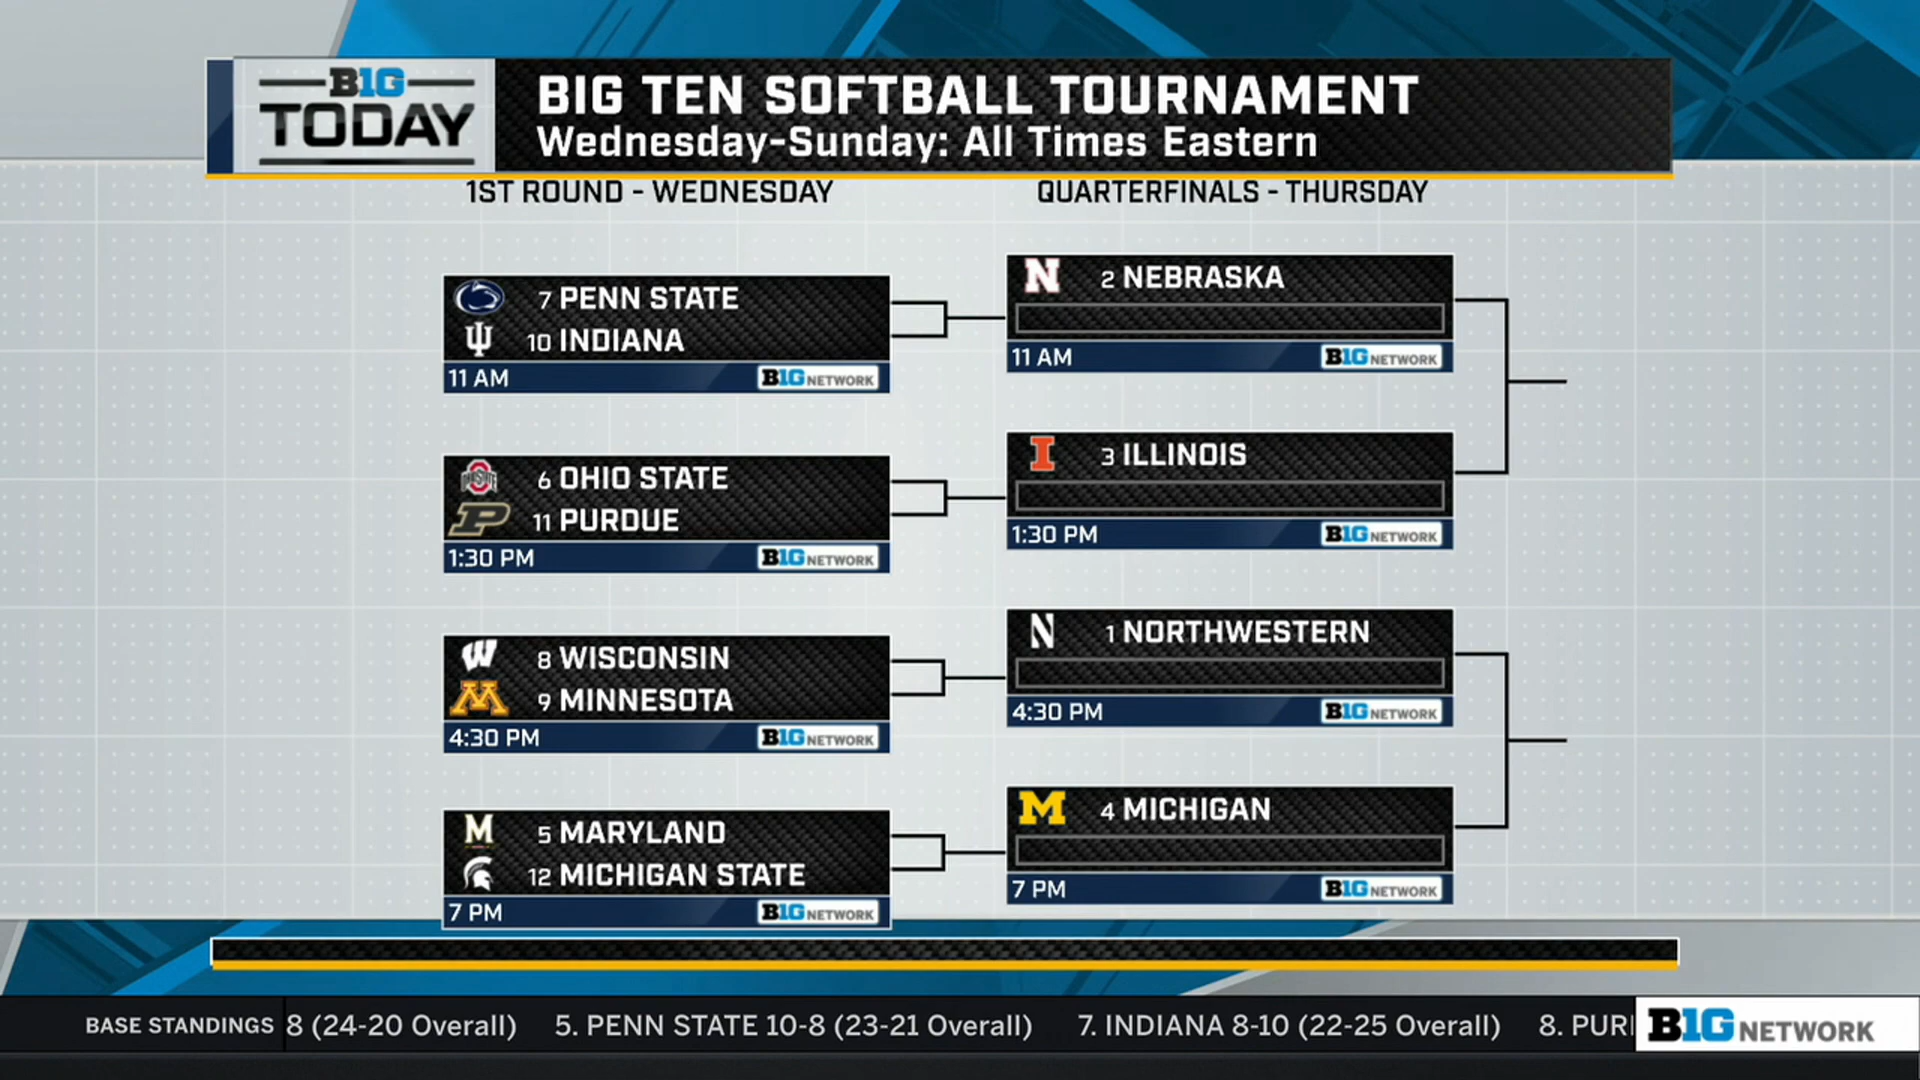 B1G
TODAY
BIG TEN SOFTBALL TOURNAMENT
Wednesday-Sunday: All Times Eastern
1ST ROUND - WEDNESDAY
7 PENN STATE
10 INDIANA
11 AM B1G NETWORK
6 OHIO STATE
11 PURDUE
1:30 PM B1G NETWORK
8 WISCONSIN
9 MINNESOTA
4:30 PM B1G NETWORK
5 MARYLAND
12 MICHIGAN STATE
7 PM B1G NETWORK
QUARTERFINALS - THURSDAY
N 2 NEBRASKA
11 AM B1G NETWORK
I 3 ILLINOIS
1:30 PM B1G NETWORK
N 1 NORTHWESTERN
4:30 PM B1G NETWORK
M 4 MICHIGAN
7 PM B1G NETWORK
BASE STANDINGS 8 (24-20 Overall) 5. PENN STATE 10-8 (23-21 Overall) 7. INDIANA 8-10 (22-25 Overall) 8. PUR
B1G NETWORK